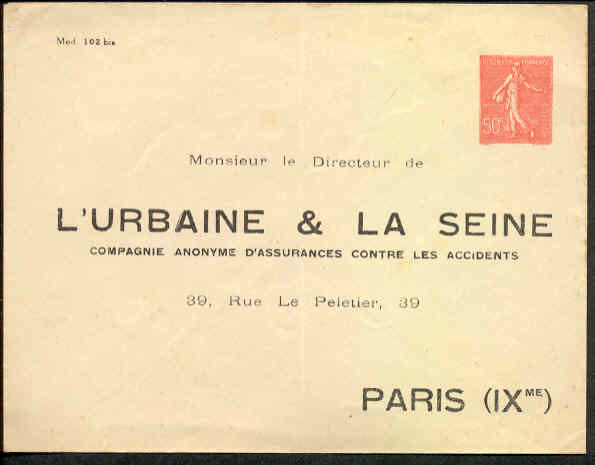 Mod. 102 bis
REPUBLIQUE FRANÇAISE
50c
Monsieur le Directeur de
L'URBAINE & LA SEINE
COMPAGNIE ANONYME D'ASSURANCES CONTRE LES ACCIDENTS
39, Rue Le Peletier, 39
PARIS (IXME)